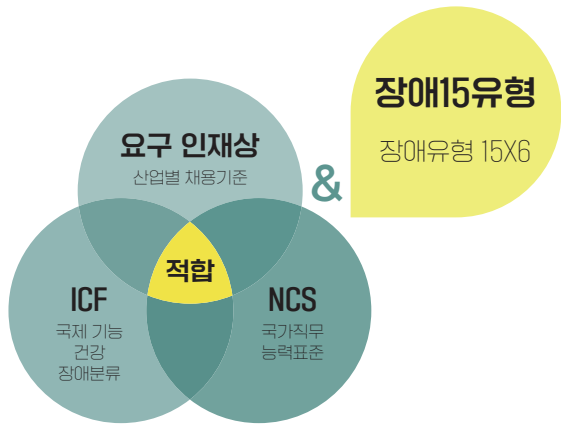 장애15유형
장애유형 15X6
요구 인재상
산업별 채용기준
&
적합
ICF
국제 기능
건강
장애분류
NCS
국가직무
능력표준